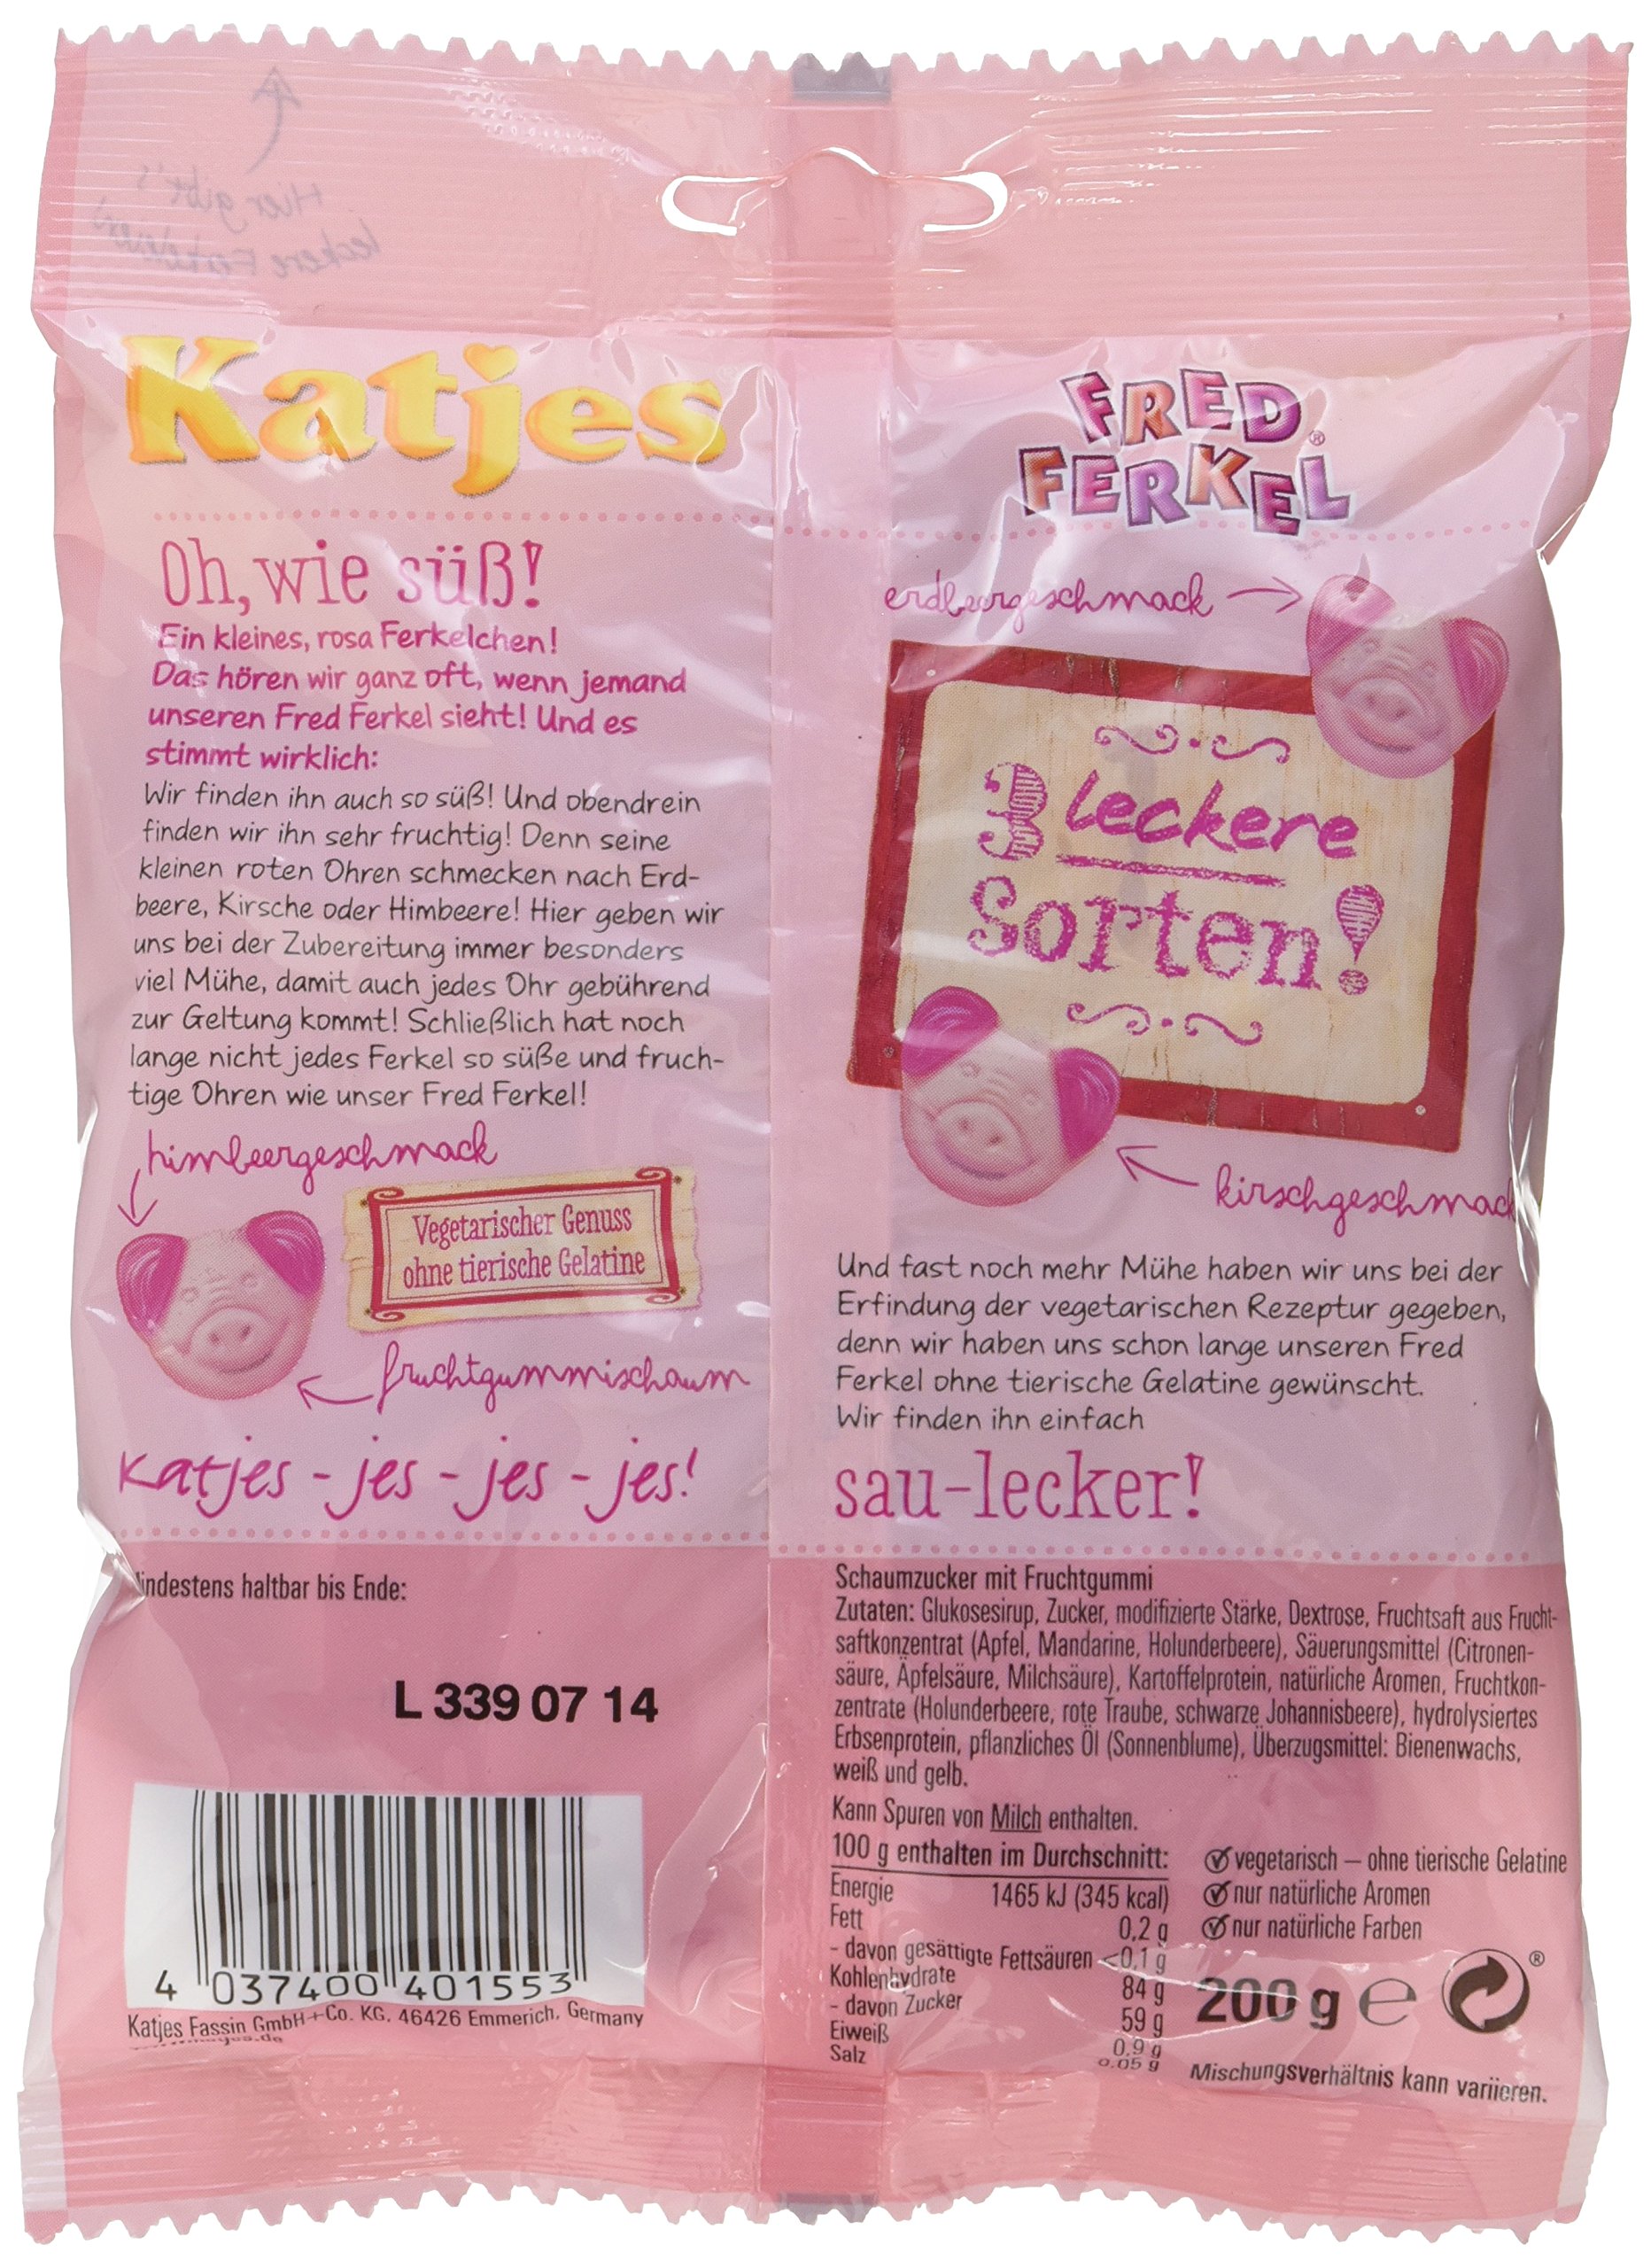 Hier gibt's
leckere
Katjes
Oh, wie süß!
Ein kleines, rosa Ferkelchen!
Das hören wir ganz oft, wenn jemand
unseren Fred Ferkel sieht! Und es
stimmt wirklich:
Wir finden ihn auch so süß! Und obendrein
finden wir ihn sehr fruchtig! Denn seine
kleinen roten Ohren schmecken nach Erd-
beere, Kirsche oder Himbeere! Hier geben wir
uns bei der Zubereitung immer besonders
viel Mühe, damit auch jedes Ohr gebührend
zur Geltung kommt! Schließlich hat noch
lange nicht jedes Ferkel so süße und fruch-
tige Ohren wie unser Fred Ferkel!
himbeergeschmack
Vegetarischer Genuss
ohne tierische Gelatine
fruchtgummischaum
Katjes - jes - jes - jes!
indestens haltbar bis Ende:
L 339 07 14
4 037400 401553
Katjes Fassin GmbH+Co. KG, 46426 Emmerich, Germany
FRED
FERKEL®
erdbeergeschmack
3 leckere
Sorten!
kirschgeschmack
Und fast noch mehr Mühe haben wir uns bei der
Erfindung der vegetarischen Rezeptur gegeben,
denn wir haben uns schon lange unseren Fred
Ferkel ohne tierische Gelatine gewünscht.
Wir finden ihn einfach
sau-lecker!
Schaumzucker mit Fruchtgummi
Zutaten: Glukosesirup, Zucker, modifizierte Stärke, Dextrose, Fruchtsaft aus Frucht-
saftkonzentrat (Apfel, Mandarine, Holunderbeere), Säuerungsmittel (Citronen-
säure, Äpfelsäure, Milchsäure), Kartoffelprotein, natürliche Aromen, Fruchtkon-
zentrate (Holunderbeere, rote Traube, schwarze Johannisbeere), hydrolysiertes
Erbsenprotein, pflanzliches Öl (Sonnenblume), Überzugsmittel: Bienenwachs,
weiß und gelb.
Kann Spuren von Milch enthalten.
100 g enthalten im Durchschnitt:
Energie 1465 kJ (345 kcal)
Fett 0,2 g
- davon gesättigte Fettsäuren <0,1 g
Kohlenhydrate 84 g
- davon Zucker 59 g
Eiweiß 0,9 g
Salz 0,05 g
vegetarisch – ohne tierische Gelatine
nur natürliche Aromen
nur natürliche Farben
200 g e ®
Mischungsverhältnis kann variieren.